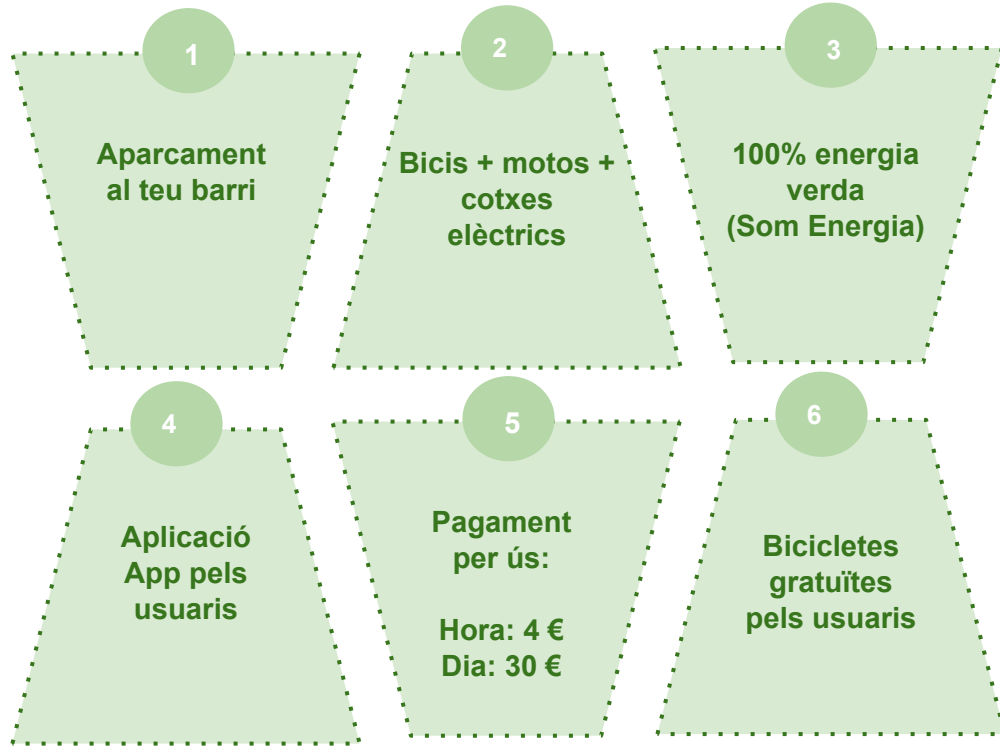 1
Aparcament
al teu barri
2
Bicis + motos +
cotxes
elèctrics
3
100% energia
verda
(Som Energia)
4
Aplicació
App pels
usuaris
5
Pagament
per ús:
Hora: 4 €
Dia: 30 €
6
Bicicletes
gratuïtes
pels usuaris